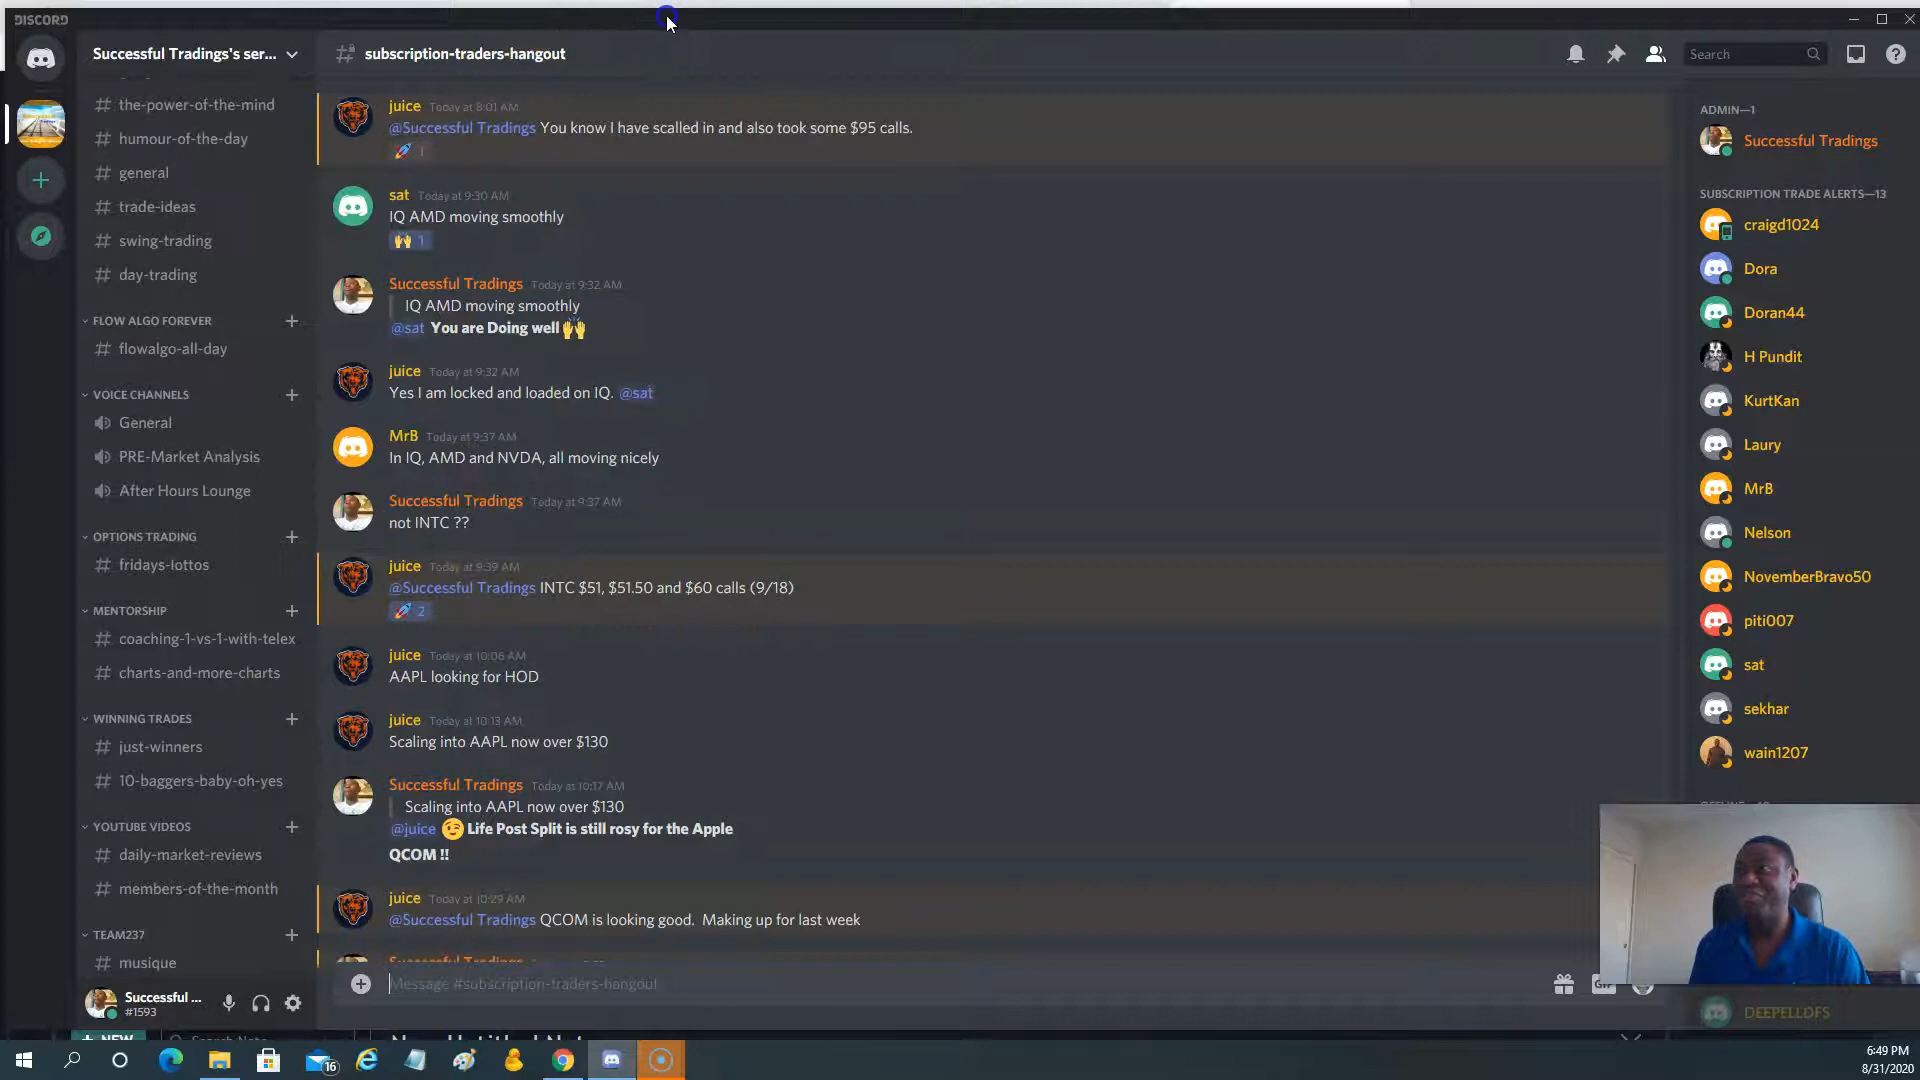 DISCORD
Successful Tradings's ser...
subscription-traders-hangout
Search
# the-power-of-the-mind
# humour-of-the-day
# general
# trade-ideas
# swing-trading
# day-trading
FLOW ALGO FOREVER
# flowalgo-all-day
VOICE CHANNELS
General
PRE-Market Analysis
After Hours Lounge
OPTIONS TRADING
# fridays-lottos
MENTORSHIP
# coaching-1-vs-1-with-telex
# charts-and-more-charts
WINNING TRADES
# just-winners
# 10-baggers-baby-oh-yes
YOUTUBE VIDEOS
# daily-market-reviews
# members-of-the-month
TEAM237
# musique
Successful ...
#1593
juice Today at 8:01 AM
@Successful Tradings You know I have scalled in and also took some $95 calls.
🚀 1
sat Today at 9:30 AM
IQ AMD moving smoothly
🙌 1
Successful Tradings Today at 9:32 AM
IQ AMD moving smoothly
@sat You are Doing well 🙌
juice Today at 9:32 AM
Yes I am locked and loaded on IQ. @sat
MrB Today at 9:37 AM
In IQ, AMD and NVDA, all moving nicely
Successful Tradings Today at 9:37 AM
not INTC ??
juice Today at 9:39 AM
@Successful Tradings INTC $51, $51.50 and $60 calls (9/18)
🚀 2
juice Today at 10:06 AM
AAPL looking for HOD
juice Today at 10:13 AM
Scaling into AAPL now over $130
Successful Tradings Today at 10:17 AM
Scaling into AAPL now over $130
@juice 😉 Life Post Split is still rosy for the Apple
QCOM !!
juice Today at 10:29 AM
@Successful Tradings QCOM is looking good. Making up for last week
Successful Tradings
Message #subscription-traders-hangout
GIF
ADMIN—1
Successful Tradings
SUBSCRIPTION TRADE ALERTS—13
craigd1024
Dora
Doran44
H Pundit
KurtKan
Laury
MrB
Nelson
NovemberBravo50
piti007
sat
sekhar
wain1207
DEEPELLDFS
+ NEW
16
6:49 PM
8/31/2020